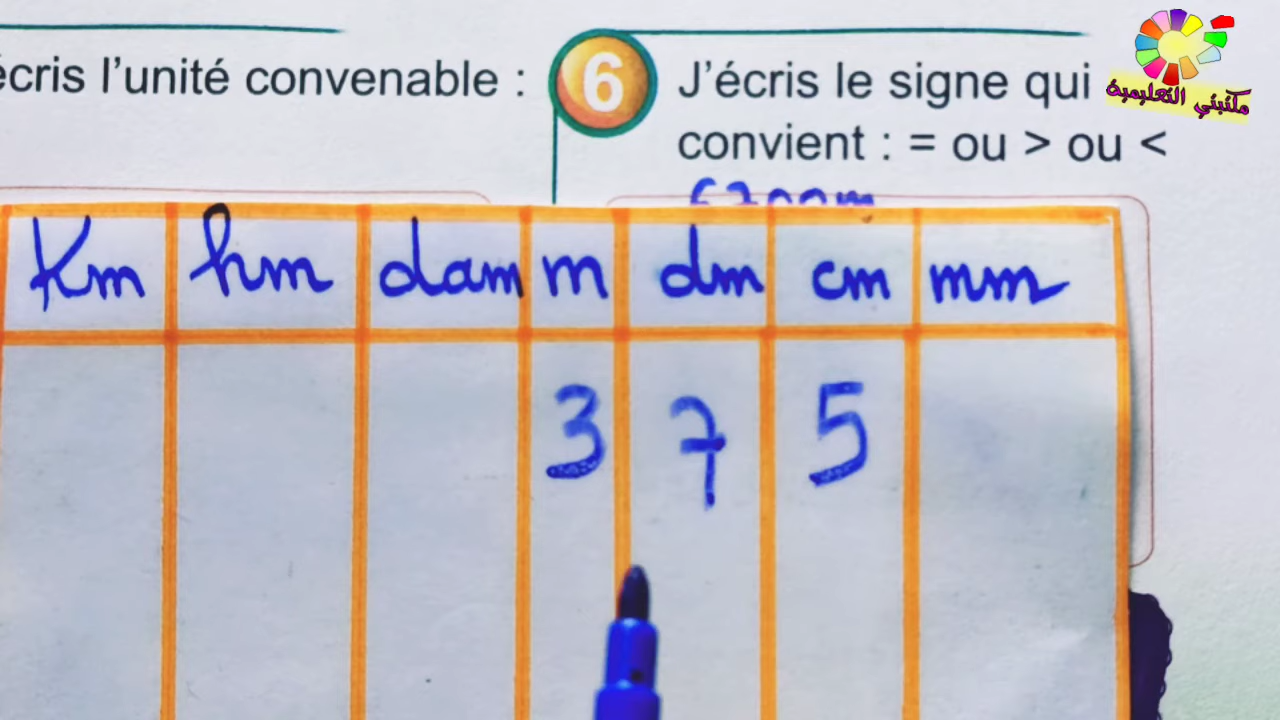 écris l'unité convenable :
6 J'écris le signe qui
convient : = ou > ou <
مكتبتي التعليمية
Km hm dam m dm cm mm
3 7 5